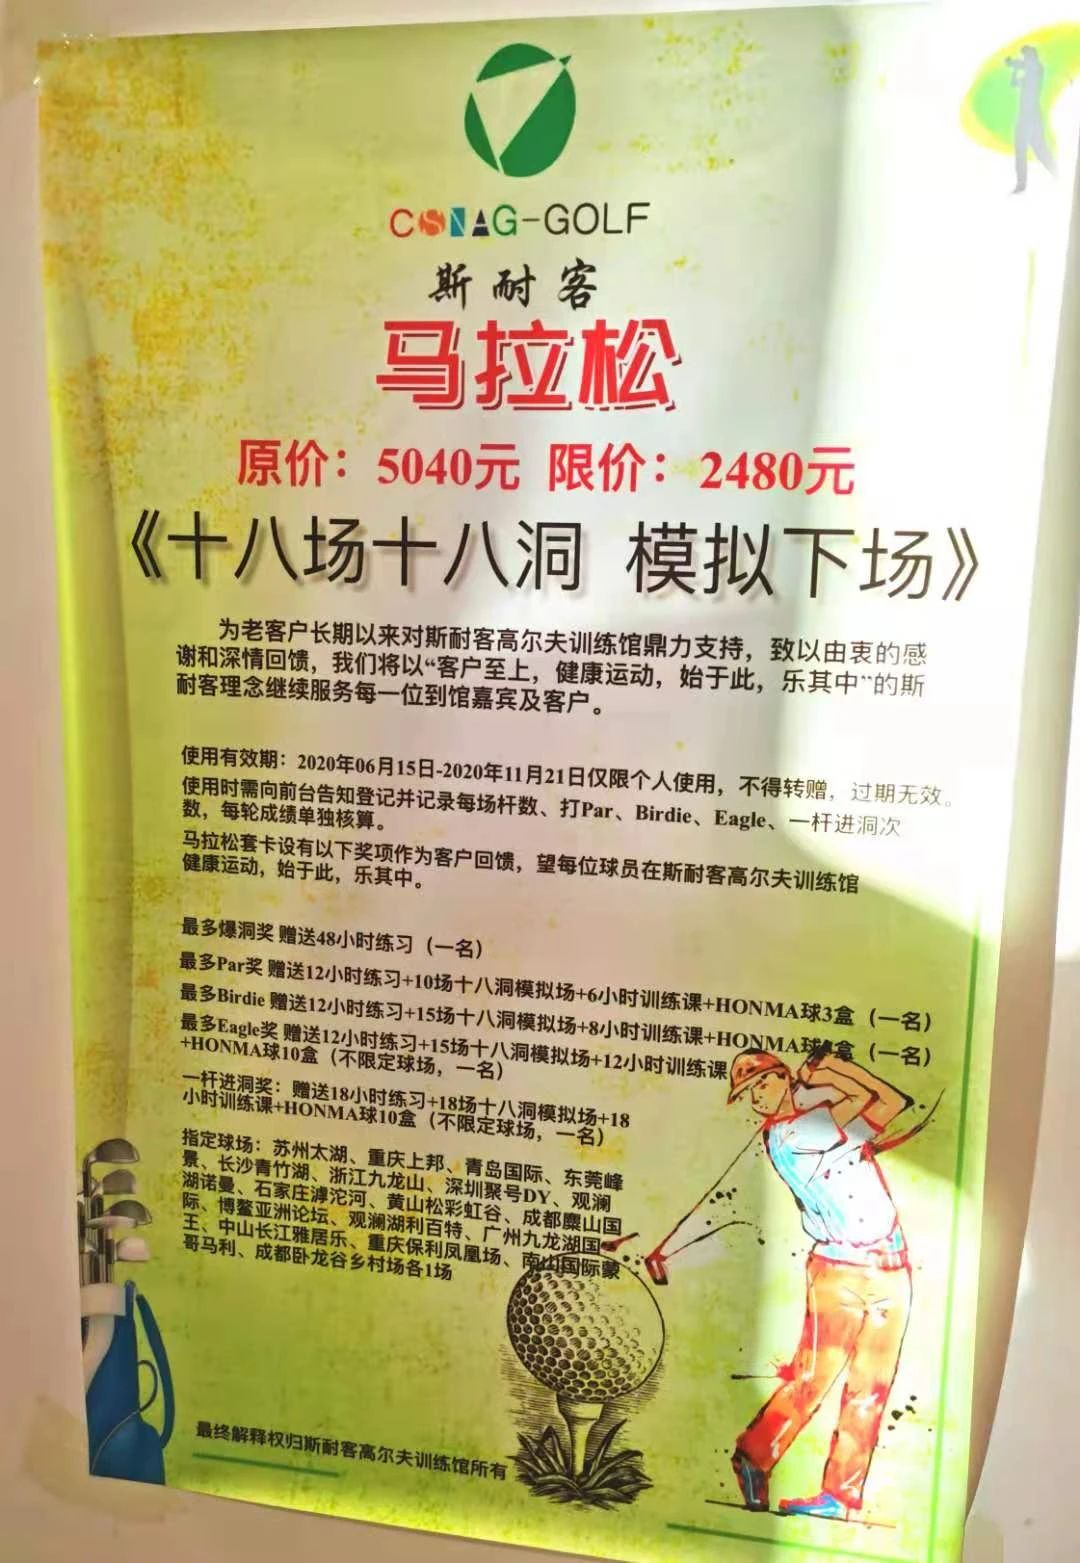 CSNAG-GOLF
斯耐客
马拉松
原价：5040元 限价：2480元
《十八场十八洞 模拟下场》
为老客户长期以来对斯耐客高尔夫训练馆鼎力支持，致以由衷的感
谢和深情回馈，我们将以“客户至上，健康运动，始于此，乐其中”的斯
耐客理念继续服务每一位到馆嘉宾及客户。
使用有效期：2020年06月15日-2020年11月21日仅限个人使用，不得转赠，过期无效。
使用时需向前台告知登记并记录每场杆数、打Par、Birdie、Eagle、一杆进洞次
数，每轮成绩单独核算。
马拉松套卡设有以下奖项作为客户回馈，望每位球员在斯耐客高尔夫训练馆
健康运动，始于此，乐其中。
最多爆洞奖 赠送48小时练习（一名）
最多Par奖 赠送12小时练习+10场十八洞模拟场+6小时训练课+HONMA球3盒（一名）
最多Birdie 赠送12小时练习+15场十八洞模拟场+8小时训练课+HONMA球 盒（一名）
最多Eagle奖 赠送12小时练习+15场十八洞模拟场+12小时训练课
+HONMA球10盒（不限定球场，一名）
一杆进洞奖：赠送18小时练习+18场十八洞模拟场+18
小时训练课+HONMA球10盒（不限定球场，一名）
指定球场：苏州太湖、重庆上邦、青岛国际、东莞峰
景、长沙青竹湖、浙江九龙山、深圳聚号DY、观澜
湖诺曼、石家庄滹沱河、黄山松彩虹谷、成都麋山国
际、博鳌亚洲论坛、观澜湖利百特、广州九龙湖国
王、中山长江雅居乐、重庆保利凤凰场、南山国际蒙
哥马利、成都卧龙谷乡村场各1场
最终解释权归斯耐客高尔夫训练馆所有